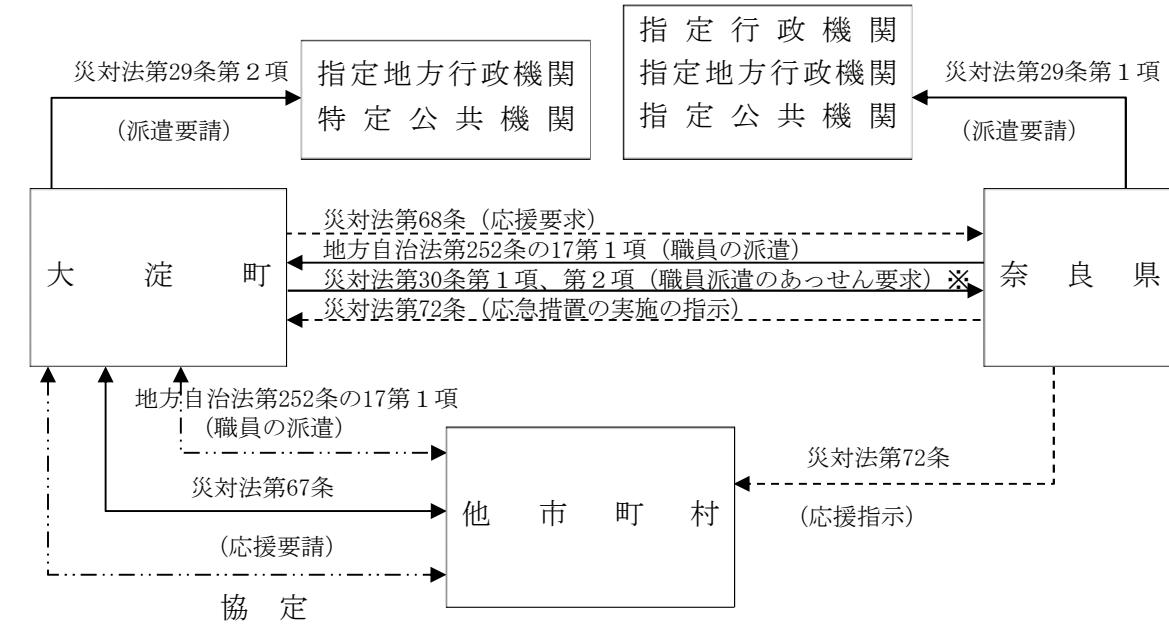 災対法第29条第２項
(派遣要請)
指定地方行政機関
特定公共機関
指定行政機関
指定地方行政機関
指定公共機関
災対法第29条第１項
(派遣要請)
大淀町
災対法第68条（応援要求）
地方自治法第252条の17第１項（職員の派遣）
災対法第30条第１項、第２項（職員派遣のあっせん要求）※
災対法第72条（応急措置の実施の指示）
奈良県
地方自治法第252条の17第１項
(職員の派遣)
災対法第67条
(応援要請)
協定
他市町村
災対法第72条
(応援指示)